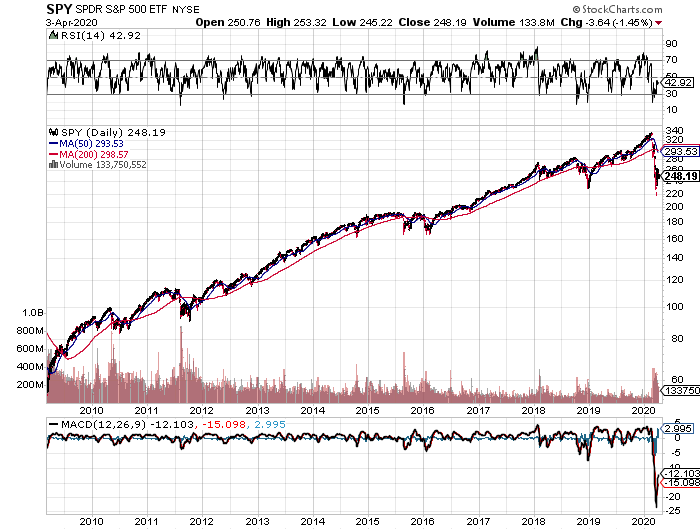 SPY SPDR S&P 500 ETF NYSE © StockCharts.com
3-Apr-2020 Open 250.76 High 253.32 Low 245.22 Close 248.19 Volume 133.8M Chg -3.64 (-1.45%)
RSI(14) 42.92
90
70
50
42.92
30
10
SPY (Daily) 248.19
MA(50) 293.53
MA(200) 298.57
Volume 133,750,552
340
320
293.53
280
260
248.19
220
200
180
160
140
120
100
80
60
1.0B
800M
600M
400M
200M
133750
2010 2011 2012 2013 2014 2015 2016 2017 2018 2019 2020
MACD(12,26,9) -12.103, -15.098, 2.995
5
2.995
0
-5
-12.103
-15.098
-20
-25
2010 2011 2012 2013 2014 2015 2016 2017 2018 2019 2020